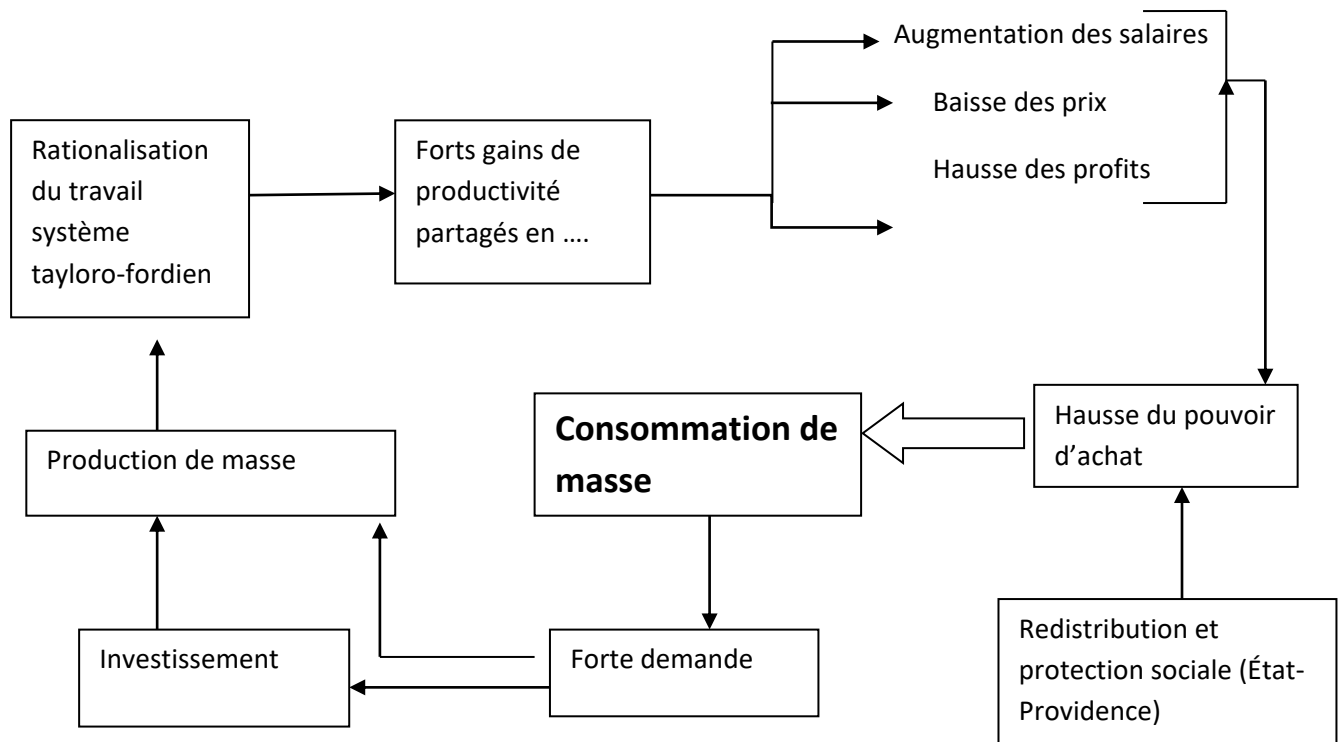 Augmentation des salaires
Baisse des prix
Hausse des profits
Rationalisation
du travail
système
tayloro-fordien
Forts gains de
productivité
partagés en ....
Hausse du pouvoir
d’achat
Consommation de
masse
Production de masse
Redistribution et
protection sociale (État-
Providence)
Investissement
Forte demande